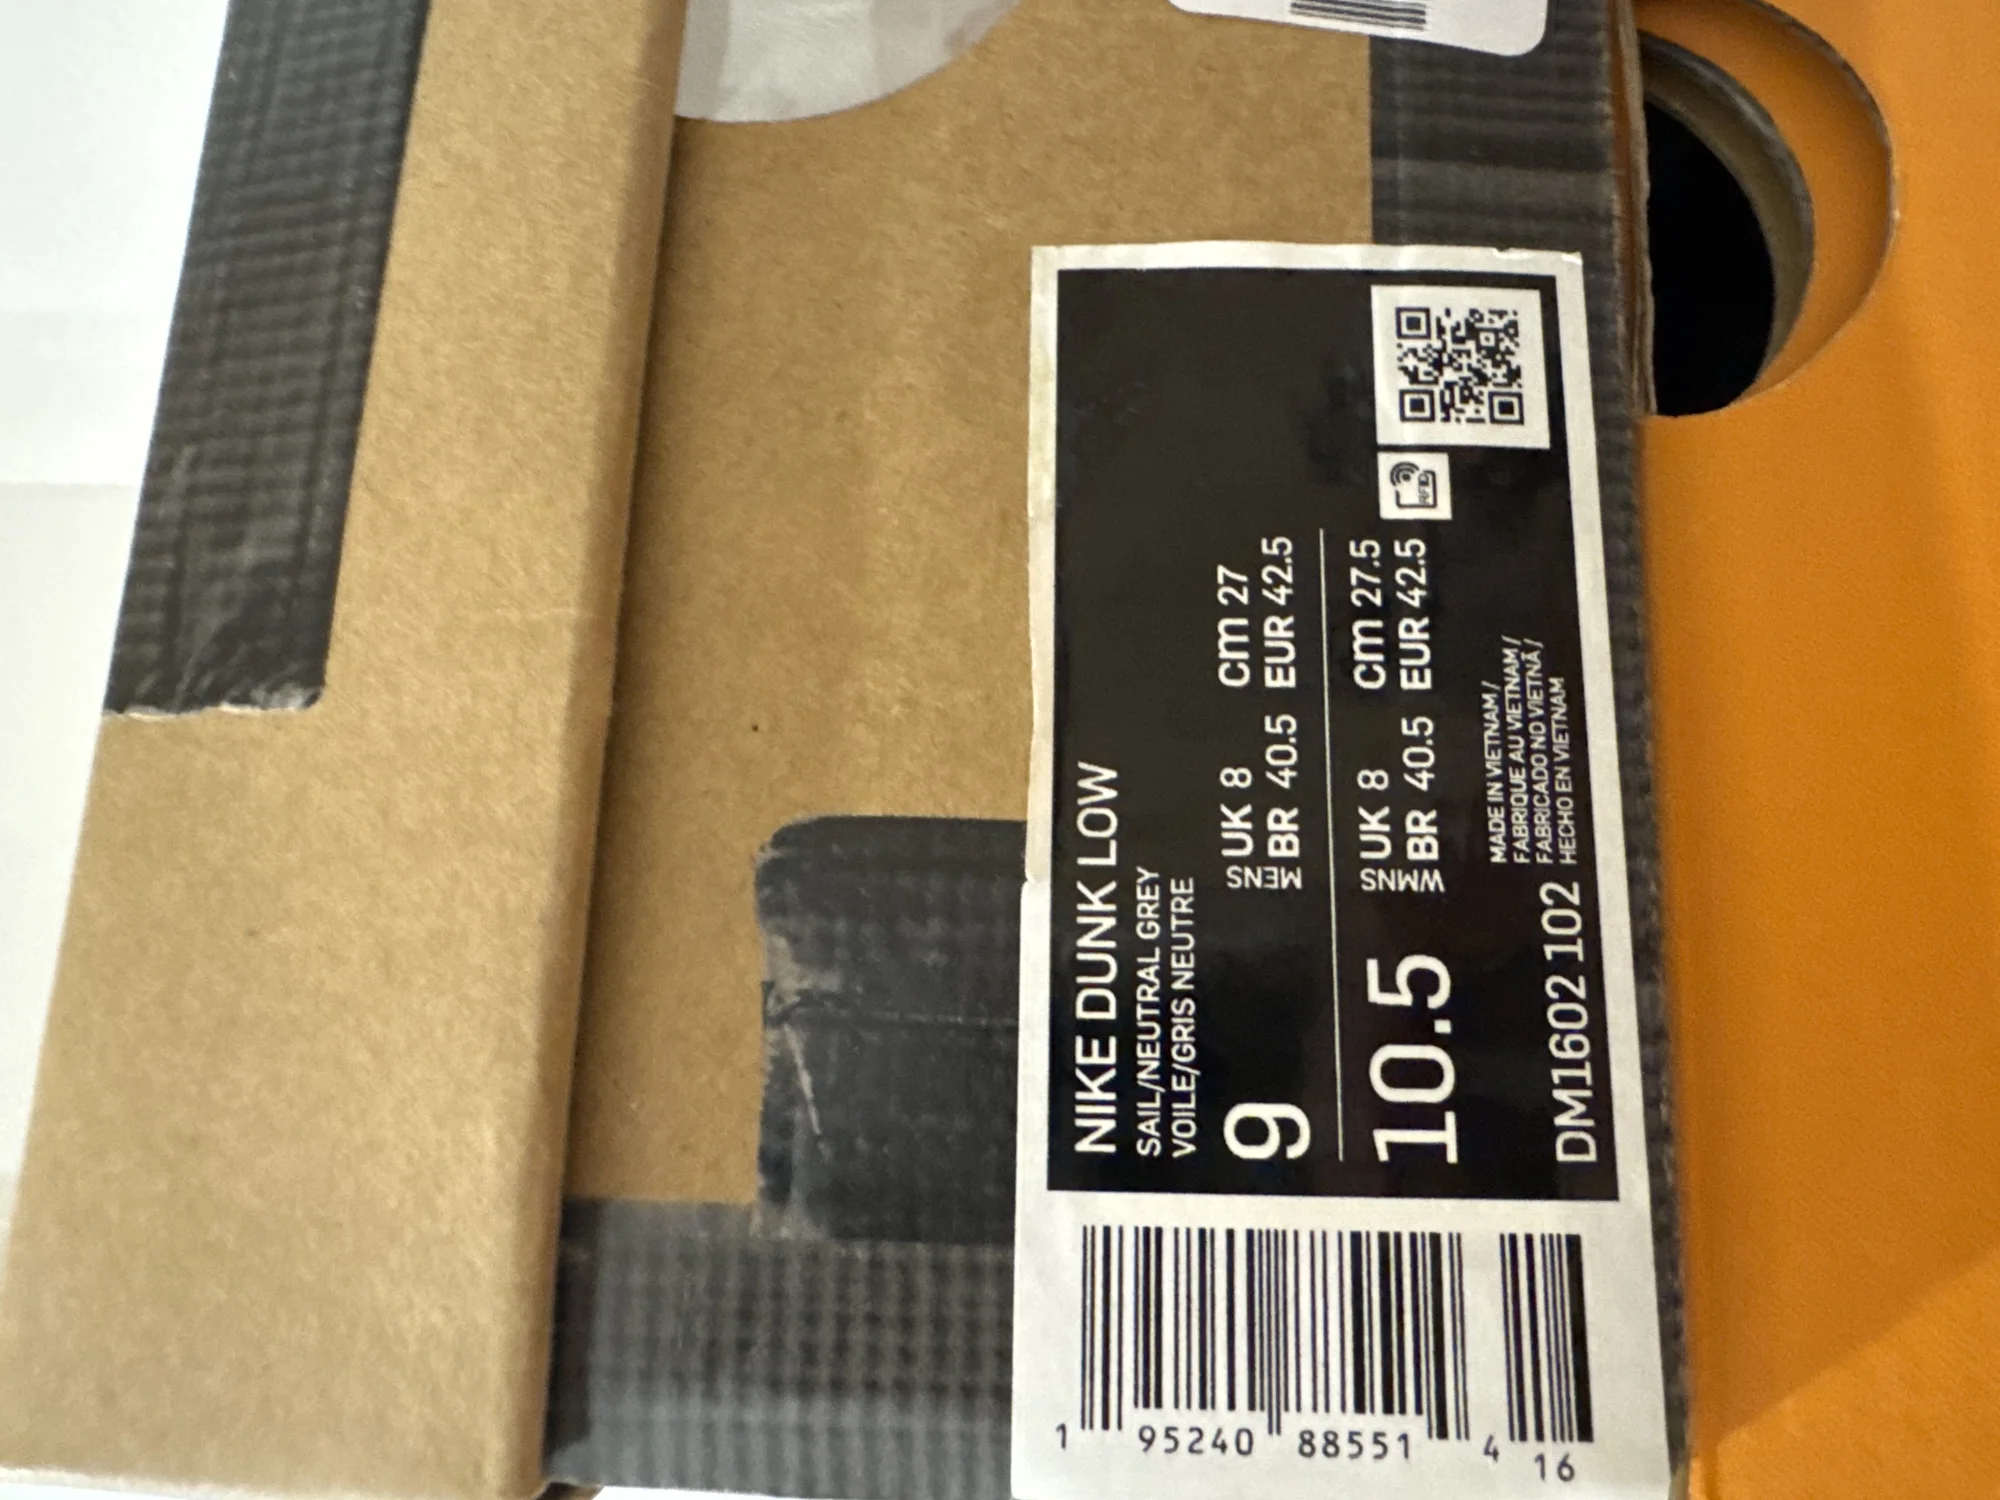 NIKE DUNK LOW
SAIL/NEUTRAL GREY
VOILE/GRIS NEUTRE
9 MENS UK 8 cm 27
BR 40.5 EUR 42.5
10.5 WMNS UK 8 cm 27.5
BR 40.5 EUR 42.5
RFID
MADE IN VIETNAM/
FABRIQUE AU VIETNAM/
FABRICADO NO VIETNÃ/
HECHO EN VIETNAM
DM1602 102
1 95240 88551 4
16